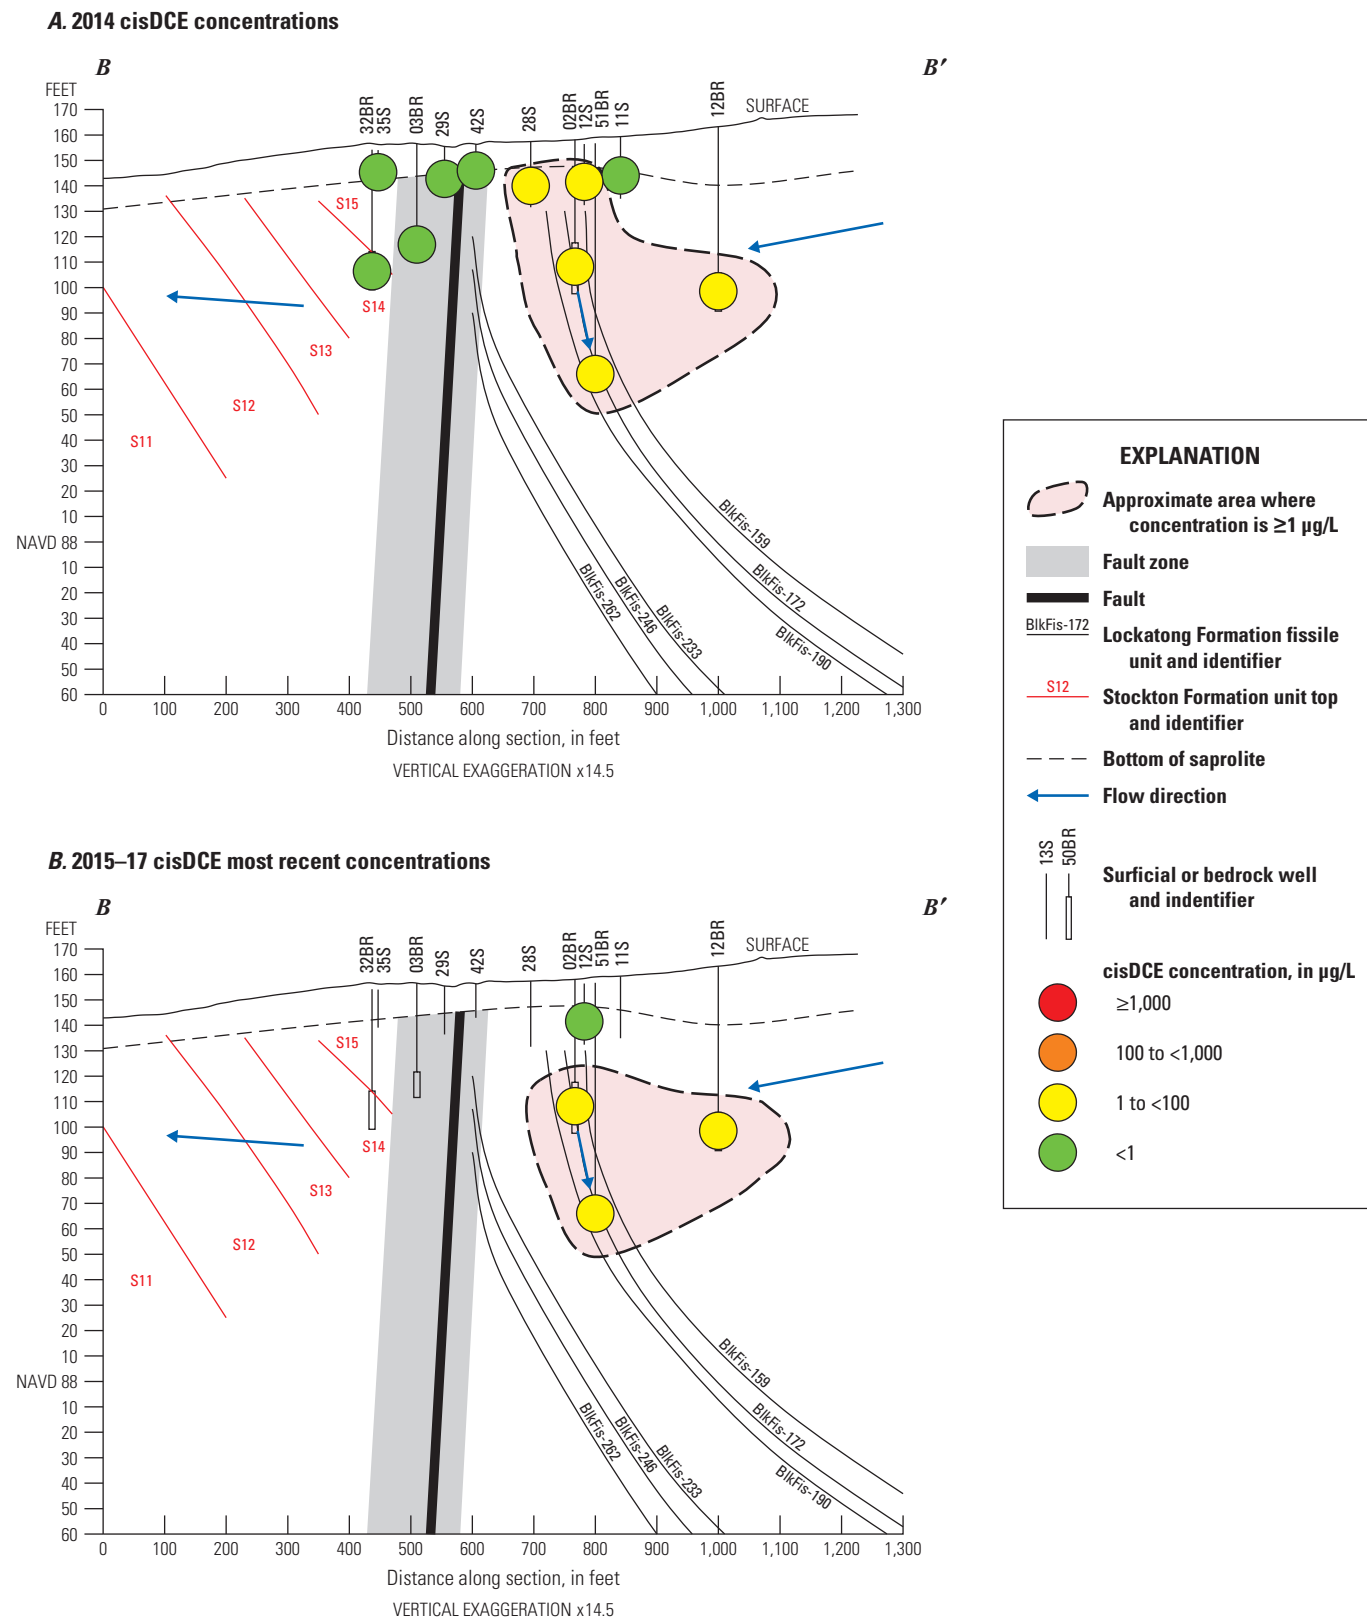 A. 2014 cisDCE concentrations
B
B′
FEET
170
160
150
140
130
120
110
100
90
80
70
60
50
40
30
20
10
NAVD 88
10
20
30
40
50
60
32BR
35S
03BR
29S
42S
28S
02BR
12S
51BR
11S
12BR
SURFACE
S15
S14
S13
S12
S11
BlkFis-159
BlkFis-172
BlkFis-190
BlkFis-233
BlkFis-246
BlkFis-262
0 100 200 300 400 500 600 700 800 900 1,000 1,100 1,200 1,300
Distance along section, in feet
VERTICAL EXAGGERATION x14.5
B. 2015–17 cisDCE most recent concentrations
B
B′
FEET
170
160
150
140
130
120
110
100
90
80
70
60
50
40
30
20
10
NAVD 88
10
20
30
40
50
60
32BR
35S
03BR
29S
42S
28S
02BR
12S
51BR
11S
12BR
SURFACE
S15
S14
S13
S12
S11
BlkFis-159
BlkFis-172
BlkFis-190
BlkFis-233
BlkFis-246
BlkFis-262
0 100 200 300 400 500 600 700 800 900 1,000 1,100 1,200 1,300
Distance along section, in feet
VERTICAL EXAGGERATION x14.5
EXPLANATION
Approximate area where
concentration is ≥1 µg/L
Fault zone
Fault
BlkFis-172
Lockatong Formation fissile
unit and identifier
S12
Stockton Formation unit top
and identifier
Bottom of saprolite
Flow direction
13S
50BR
Surficial or bedrock well
and indentifier
cisDCE concentration, in µg/L
≥1,000
100 to <1,000
1 to <100
<1